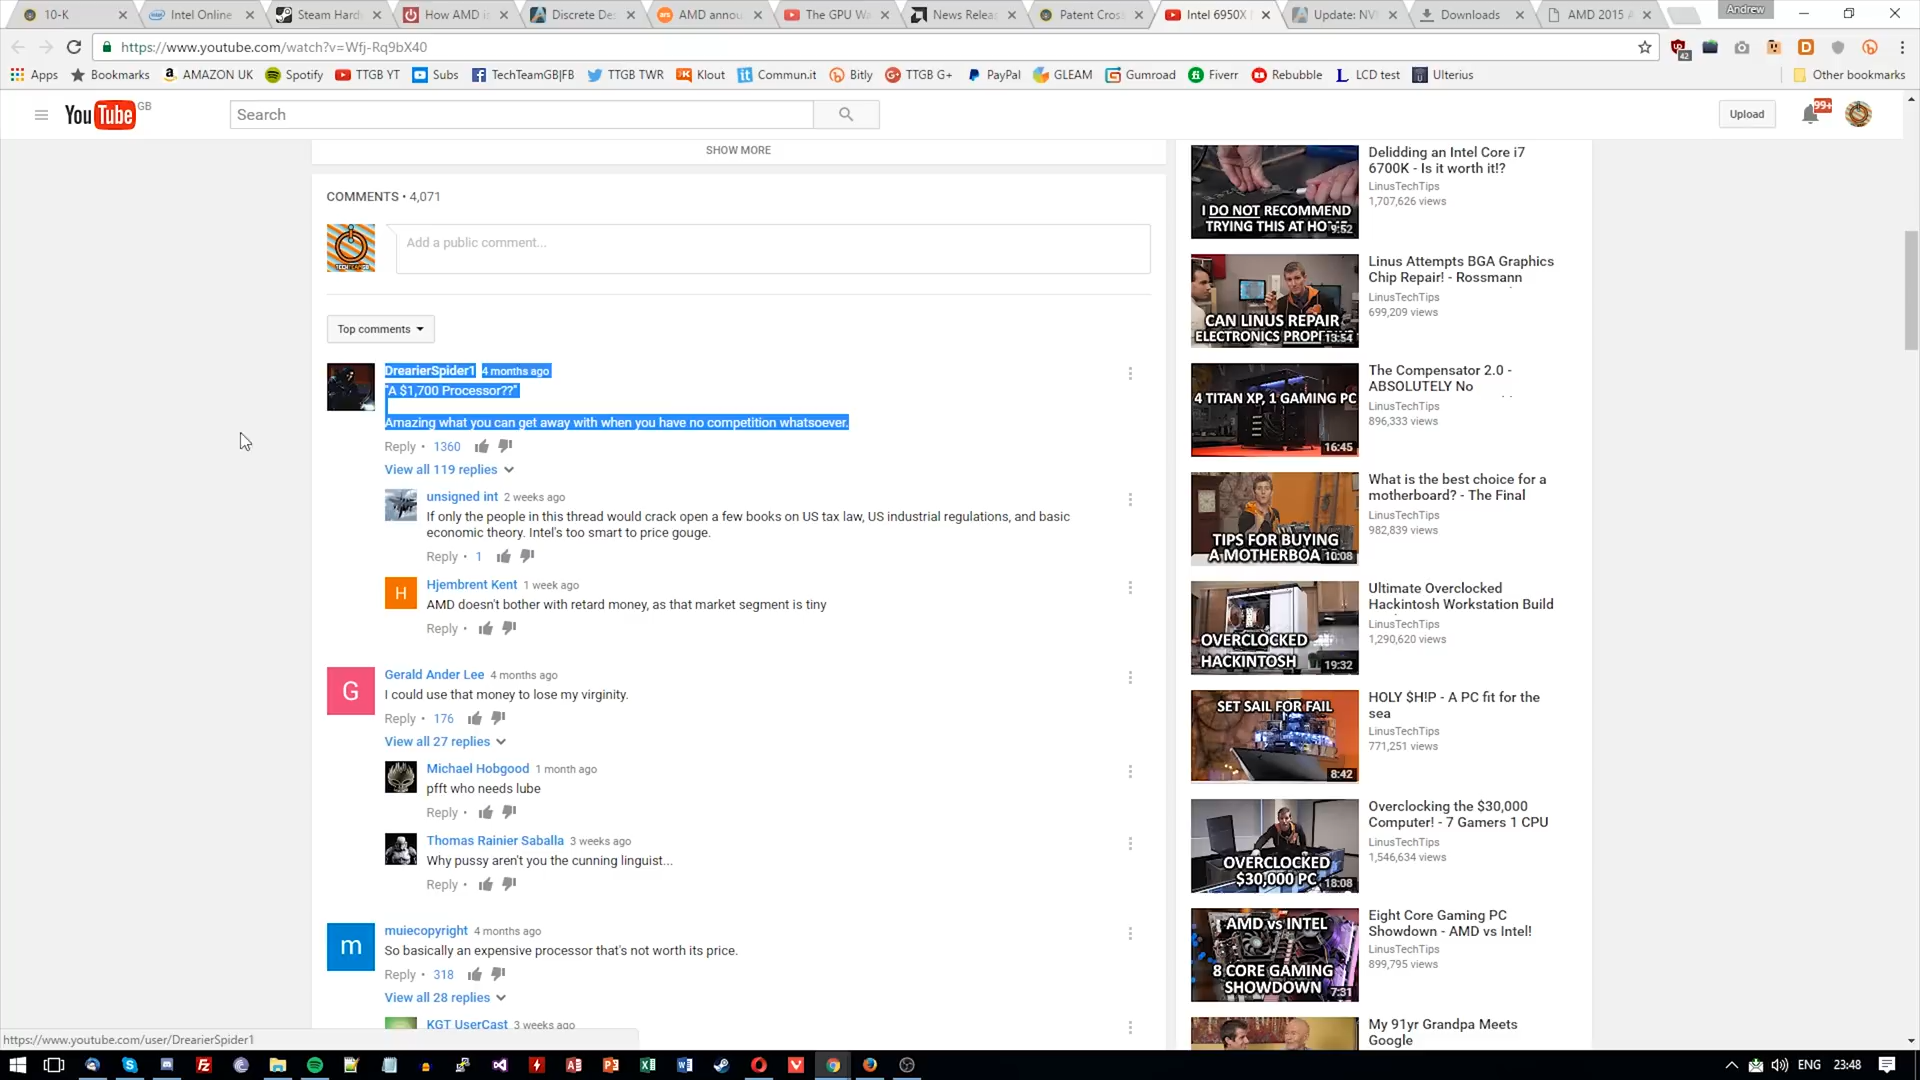 10-K
Intel Online
Steam Hard
How AMD is
Discrete De
AMD annou
The GPU Wa
News Relea
Patent Cros
Intel 6950X
Update: NVI
Downloads
AMD 2015 A
Andrew
https://www.youtube.com/watch?v=Wfj-Rq9bX40
42
Apps
Bookmarks
AMAZON UK
Spotify
TTGB YT
Subs
TechTeamGB|FB
TTGB TWR
Klout
Commun.it
Bitly
TTGB G+
PayPal
GLEAM
Gumroad
Fiverr
Rebubble
LCD test
Ulterius
Other bookmarks
YouTube GB
Search
Upload
99+
SHOW MORE
COMMENTS • 4,071
Add a public comment...
Top comments
DrearierSpider1 4 months ago
"A $1,700 Processor??"
Amazing what you can get away with when you have no competition whatsoever.
Reply • 1360
View all 119 replies
unsigned int 2 weeks ago
If only the people in this thread would crack open a few books on US tax law, US industrial regulations, and basic
economic theory. Intel's too smart to price gouge.
Reply • 1
H
Hjembrent Kent 1 week ago
AMD doesn't bother with retard money, as that market segment is tiny
Reply •
G
Gerald Ander Lee 4 months ago
I could use that money to lose my virginity.
Reply • 176
View all 27 replies
Michael Hobgood 1 month ago
pfft who needs lube
Reply •
Thomas Rainier Saballa 3 weeks ago
Why pussy aren't you the cunning linguist...
Reply •
m
muiecopyright 4 months ago
So basically an expensive processor that's not worth its price.
Reply • 318
View all 28 replies
KGT UserCast 3 weeks ago
I DO NOT RECOMMEND
TRYING THIS AT HO
9:52
Delidding an Intel Core i7
6700K - Is it worth it!?
LinusTechTips
1,707,626 views
CAN LINUS REPAIR
ELECTRONICS PROP
13:54
Linus Attempts BGA Graphics
Chip Repair! - Rossmann
LinusTechTips
699,209 views
4 TITAN XP, 1 GAMING PC
16:45
The Compensator 2.0 -
ABSOLUTELY No
LinusTechTips
896,333 views
TIPS FOR BUYING
A MOTHERBOA
10:08
What is the best choice for a
motherboard? - The Final
LinusTechTips
982,839 views
OVERCLOCKED
HACKINTOSH
19:32
Ultimate Overclocked
Hackintosh Workstation Build
LinusTechTips
1,290,620 views
SET SAIL FOR FAIL
8:42
HOLY $H!P - A PC fit for the
sea
LinusTechTips
771,251 views
OVERCLOCKED
$30,000 PC
18:08
Overclocking the $30,000
Computer! - 7 Gamers 1 CPU
LinusTechTips
1,546,634 views
AMD vs INTEL
8 CORE GAMING
SHOWDOWN
7:31
Eight Core Gaming PC
Showdown - AMD vs Intel!
LinusTechTips
899,795 views
My 91yr Grandpa Meets
Google
https://www.youtube.com/user/DrearierSpider1
ENG
23:48